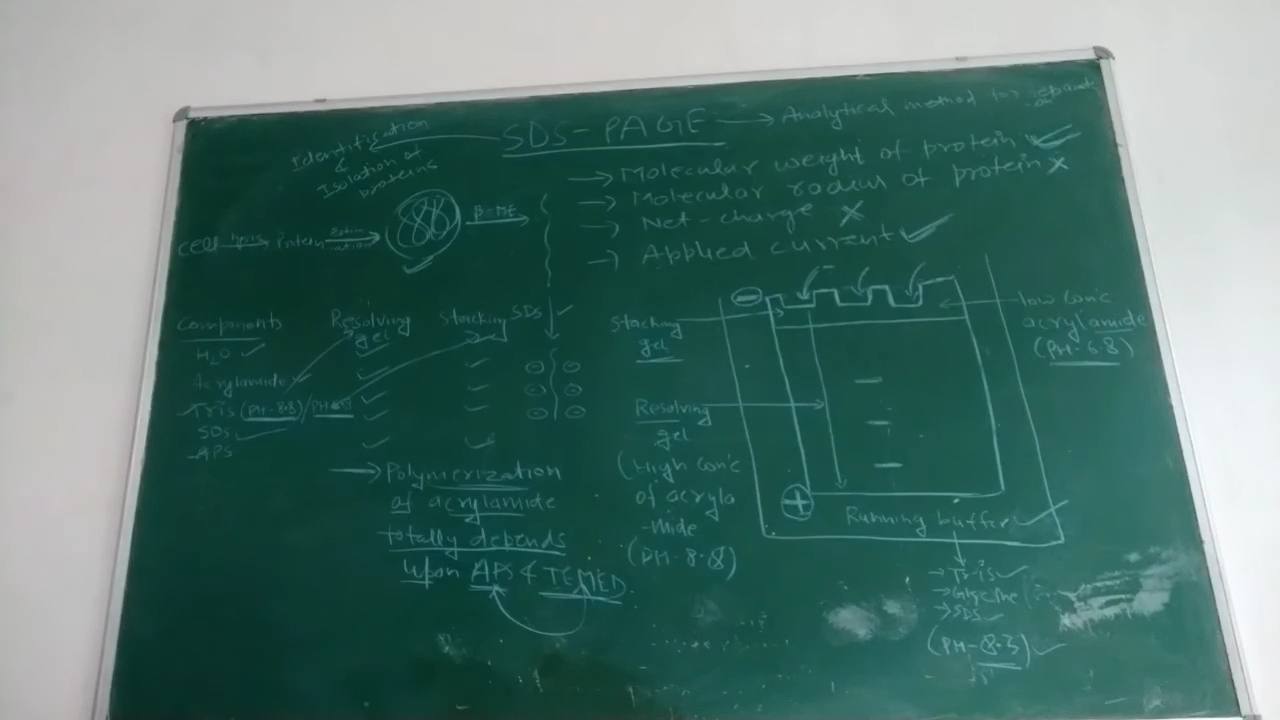 SDS-PAGE → Analytical method for separation
Identification
&
Isolation of
proteins
→ Molecular weight of protein ✓
→ Molecular radius of protein ✗
→ Net-charge ✗
→ Applied current ✓
cell lysis → Protein →
β-ME
SDS ✓
Components
Resolving
gel
Stacking
H₂O ✓
Acrylamide
Tris (PH-8.8)/
SDS ✓
APS
→ Polymerization
of acrylamide
totally depends
upon APS & TEMED
Stacking
gel
Resolving
gel
(High Conc
of acryla
-mide
(PH-8.8)
low conc
acrylamide
(PH-6.8)
−
+
Running buffer ✓
→ Tris ✓
→ Glycine
→ SDS ✓
(PH-8.3) ✓